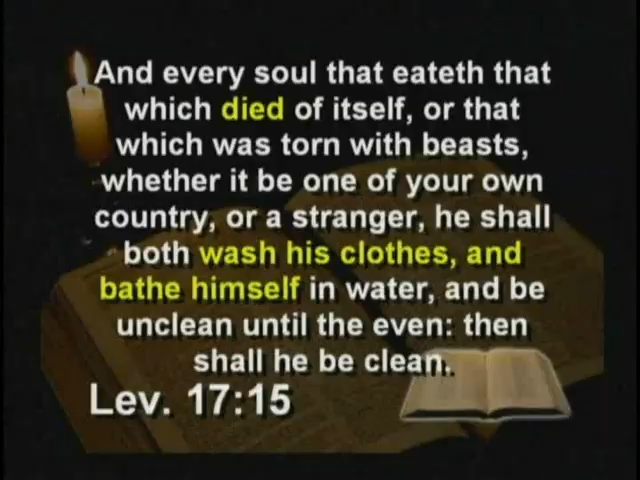 And every soul that eateth that
which died of itself, or that
which was torn with beasts,
whether it be one of your own
country, or a stranger, he shall
both wash his clothes, and
bathe himself in water, and be
unclean until the even: then
shall he be clean.
Lev. 17:15